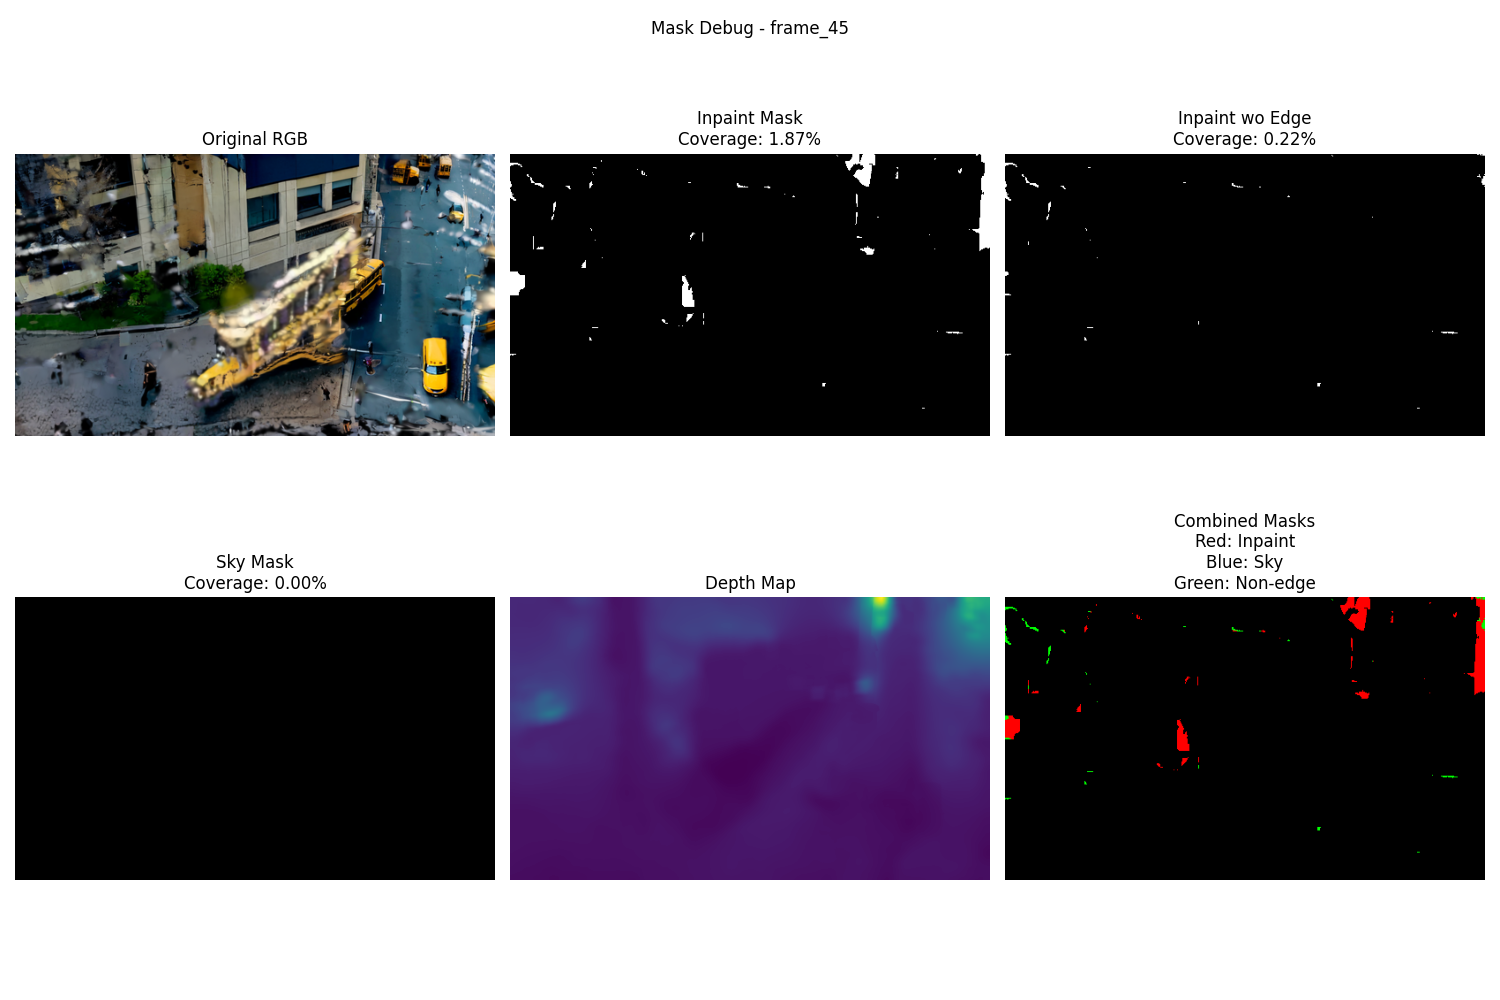 Mask Debug - frame_45
Original RGB
Inpaint Mask
Coverage: 1.87%
Inpaint wo Edge
Coverage: 0.22%
Sky Mask
Coverage: 0.00%
Depth Map
Combined Masks
Red: Inpaint
Blue: Sky
Green: Non-edge